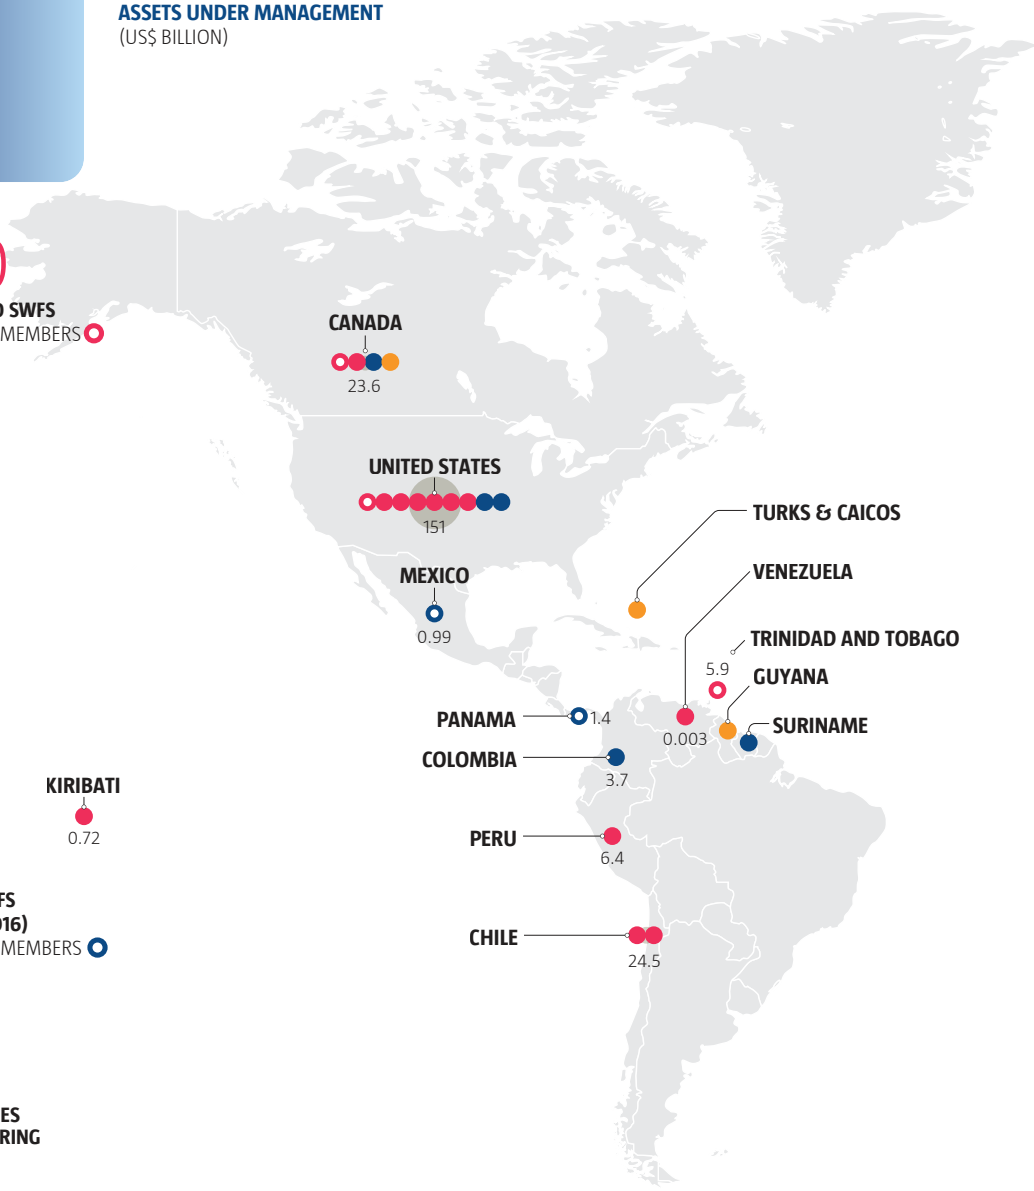 ASSETS UNDER MANAGEMENT
(US$ BILLION)
SWFS
MEMBERS
CANADA
23.6
UNITED STATES
151
MEXICO
0.99
TURKS & CAICOS
VENEZUELA
0.003
TRINIDAD AND TOBAGO
5.9
GUYANA
SURINAME
PANAMA
1.4
COLOMBIA
3.7
KIRIBATI
0.72
PERU
6.4
FS
016)
MEMBERS
CHILE
24.5
ES
RING